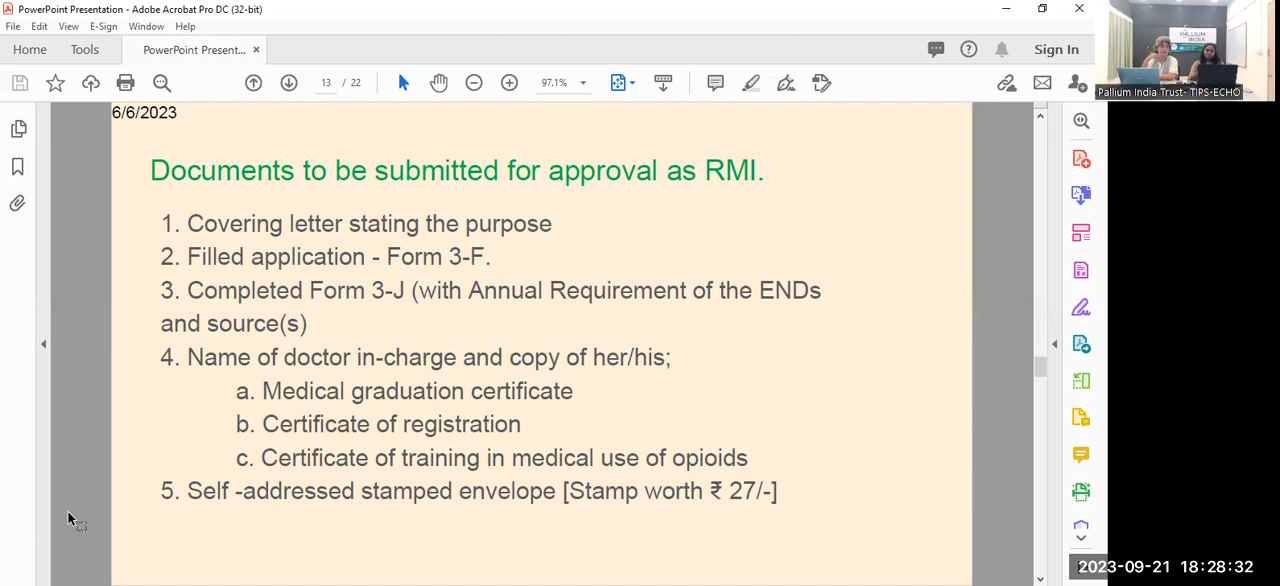 PowerPoint Presentation - Adobe Acrobat Pro DC (32-bit)
File Edit View E-Sign Window Help
Home Tools PowerPoint Present... × Sign In
13 / 22 97.1%
PALLIUM
INDIA
Pallium India Trust- TIPS-ECHO
6/6/2023
Documents to be submitted for approval as RMI.
1. Covering letter stating the purpose
2. Filled application - Form 3-F.
3. Completed Form 3-J (with Annual Requirement of the ENDs
and source(s)
4. Name of doctor in-charge and copy of her/his;
a. Medical graduation certificate
b. Certificate of registration
c. Certificate of training in medical use of opioids
5. Self -addressed stamped envelope [Stamp worth ₹ 27/-]
2023-09-21 18:28:32